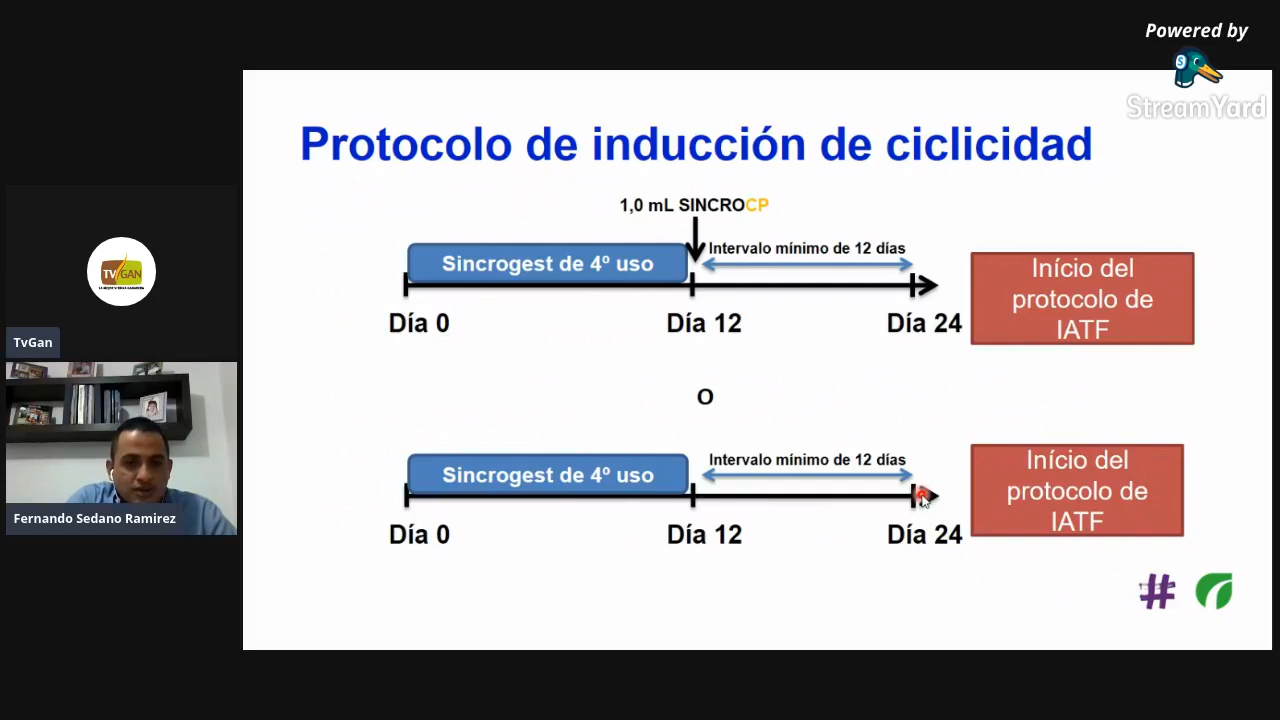 Powered by
StreamYard
Protocolo de inducción de ciclicidad
1,0 mL SINCROCP
Intervalo mínimo de 12 días
Sincrogest de 4º uso
Día 0
Día 12
Día 24
Início del
protocolo de
IATF
O
Intervalo mínimo de 12 días
Sincrogest de 4º uso
Día 0
Día 12
Día 24
Início del
protocolo de
IATF
#
TV GAN
TvGan
Fernando Sedano Ramirez